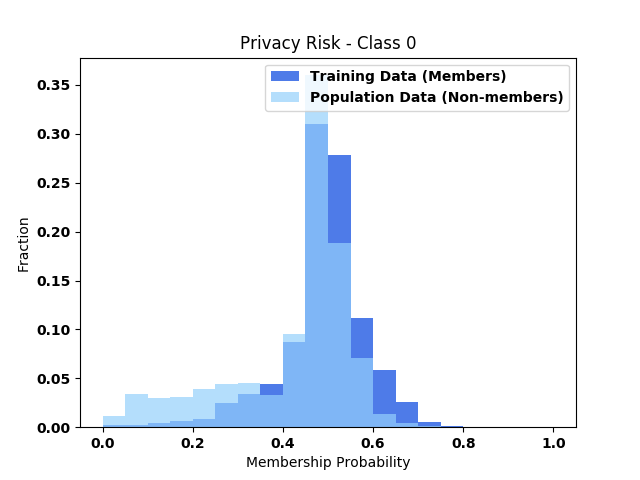 Privacy Risk - Class 0
Training Data (Members)
Population Data (Non-members)
0.35
0.30
0.25
0.20
0.15
0.10
0.05
0.00
Fraction
0.0 0.2 0.4 0.6 0.8 1.0
Membership Probability